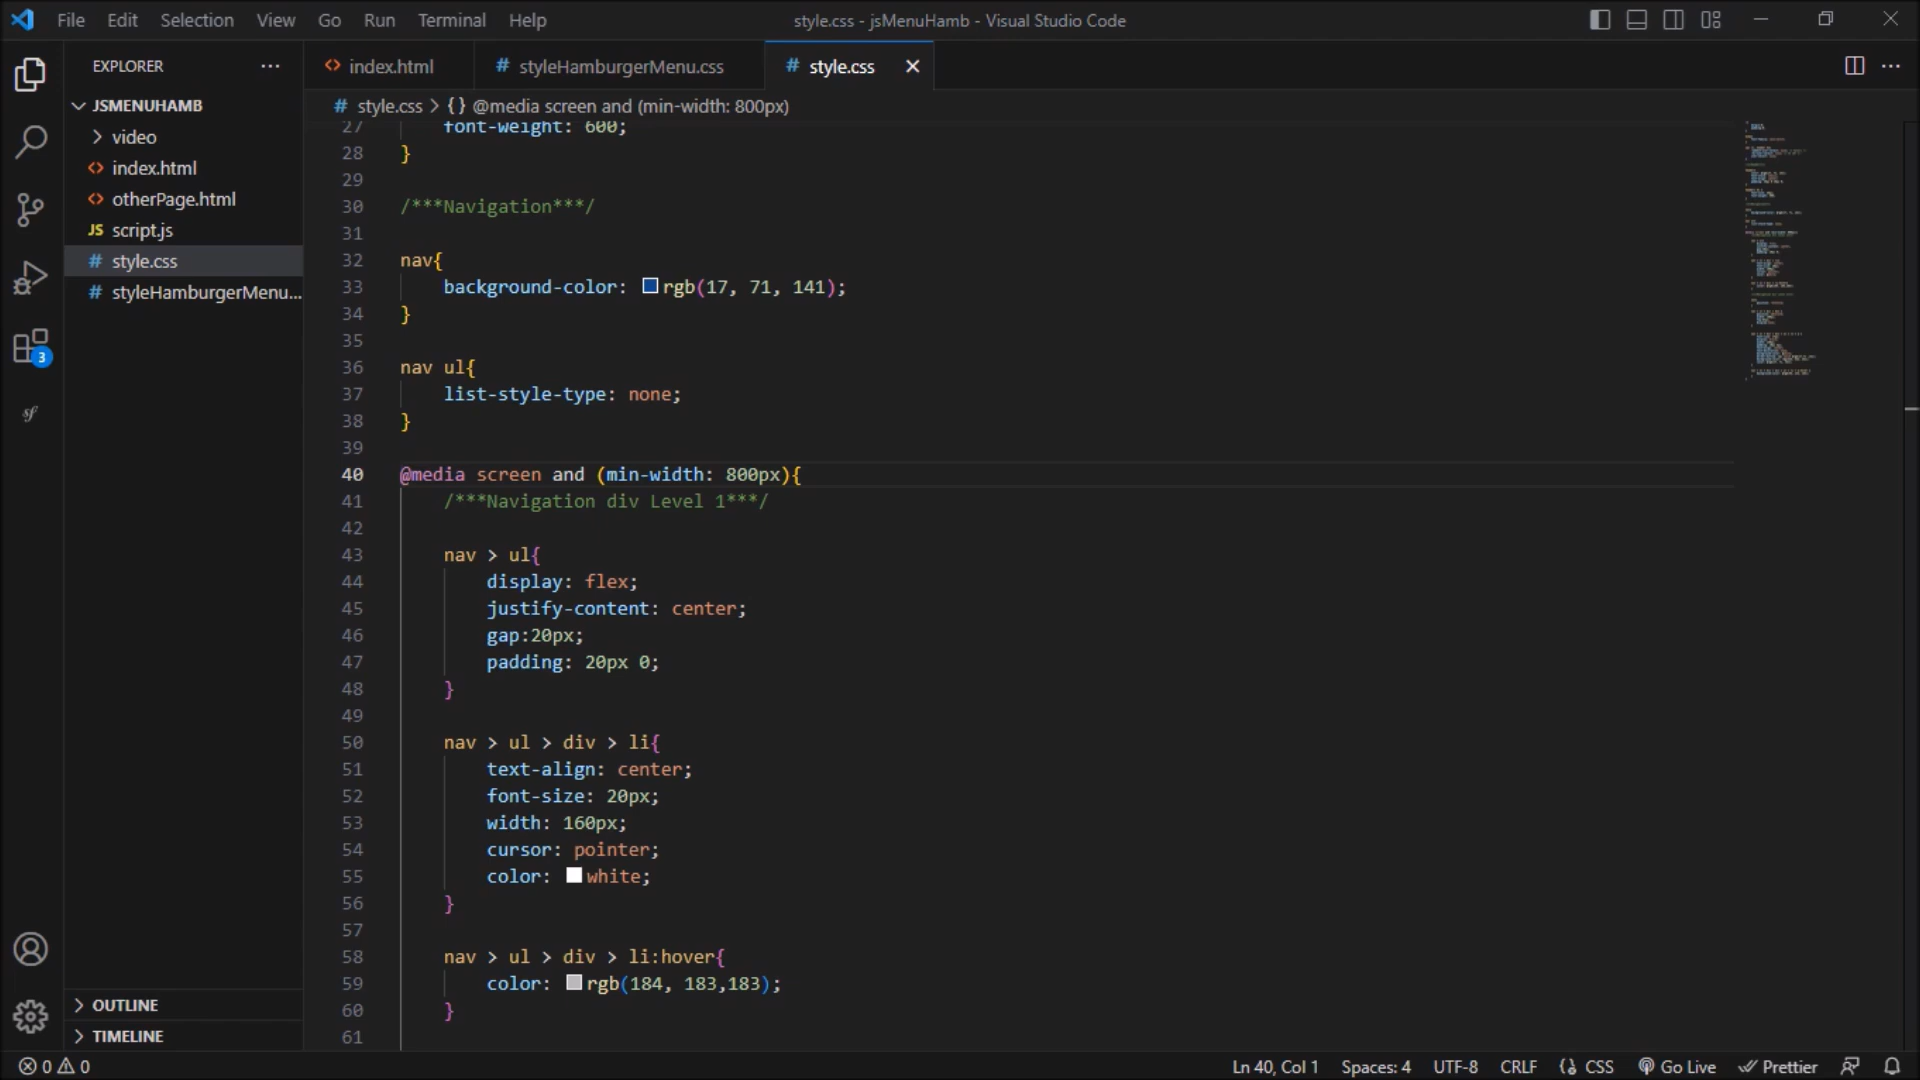 File Edit Selection View Go Run Terminal Help
style.css - jsMenuHamb - Visual Studio Code
EXPLORER
JSMENUHAMB
video
index.html
otherPage.html
JS script.js
# style.css
# styleHamburgerMenu...
3
OUTLINE
TIMELINE
index.html
# styleHamburgerMenu.css
# style.css
# style.css > {} @media screen and (min-width: 800px)
27 font-weight: 600;
28 }
29
30 /***Navigation***/
31
32 nav{
33 background-color: rgb(17, 71, 141);
34 }
35
36 nav ul{
37 list-style-type: none;
38 }
39
40 @media screen and (min-width: 800px){
41 /***Navigation div Level 1***/
42
43 nav > ul{
44 display: flex;
45 justify-content: center;
46 gap:20px;
47 padding: 20px 0;
48 }
49
50 nav > ul > div > li{
51 text-align: center;
52 font-size: 20px;
53 width: 160px;
54 cursor: pointer;
55 color: white;
56 }
57
58 nav > ul > div > li:hover{
59 color: rgb(184, 183,183);
60 }
61
0 0
Ln 40, Col 1 Spaces: 4 UTF-8 CRLF CSS Go Live Prettier